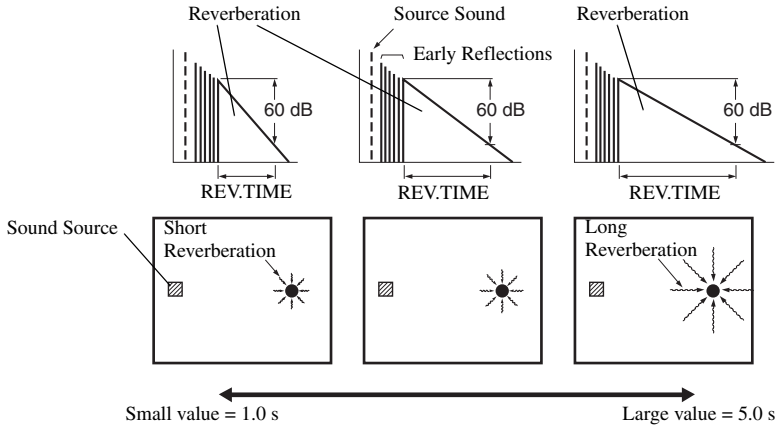 Reverberation
Source Sound
Reverberation
Early Reflections
60 dB
60 dB
60 dB
REV.TIME
REV.TIME
REV.TIME
Sound Source
Short
Reverberation
Long
Reverberation
Small value = 1.0 s
Large value = 5.0 s